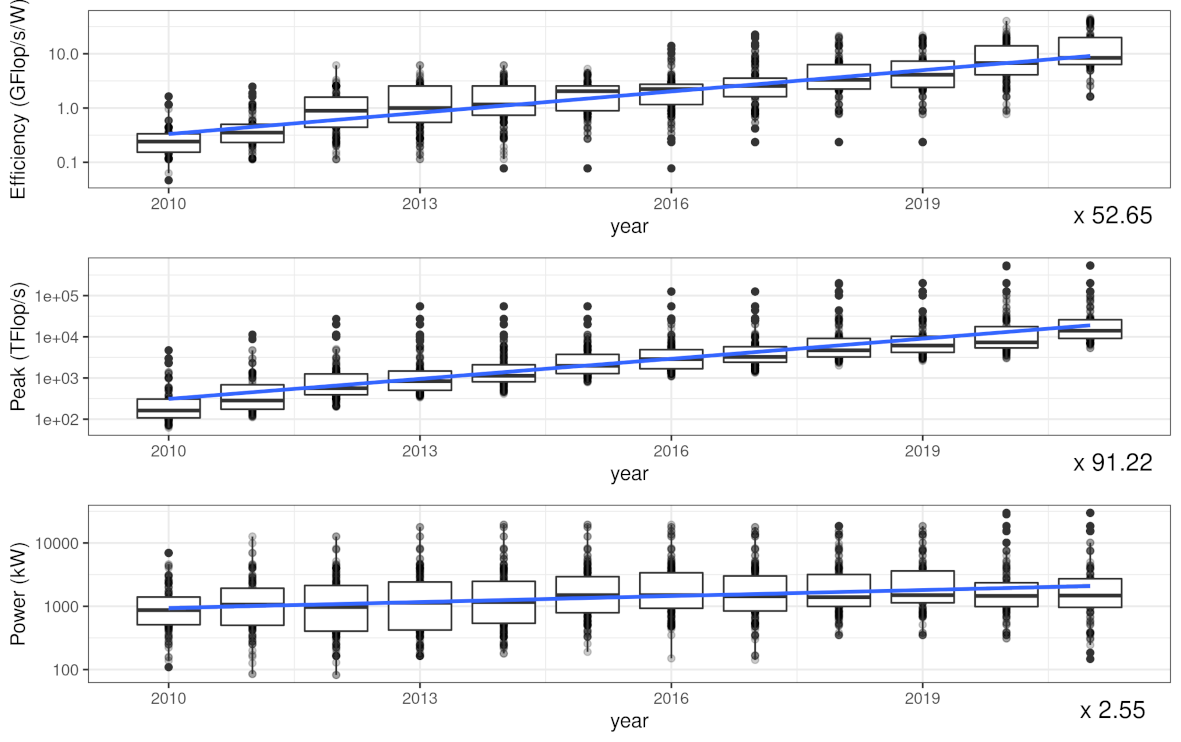 Efficiency (GFlop/s/W)
10.0
1.0
0.1
2010 2013 2016 2019
year
x 52.65
Peak (TFlop/s)
1e+05
1e+04
1e+03
1e+02
2010 2013 2016 2019
year
x 91.22
Power (kW)
10000
1000
100
2010 2013 2016 2019
year
x 2.55